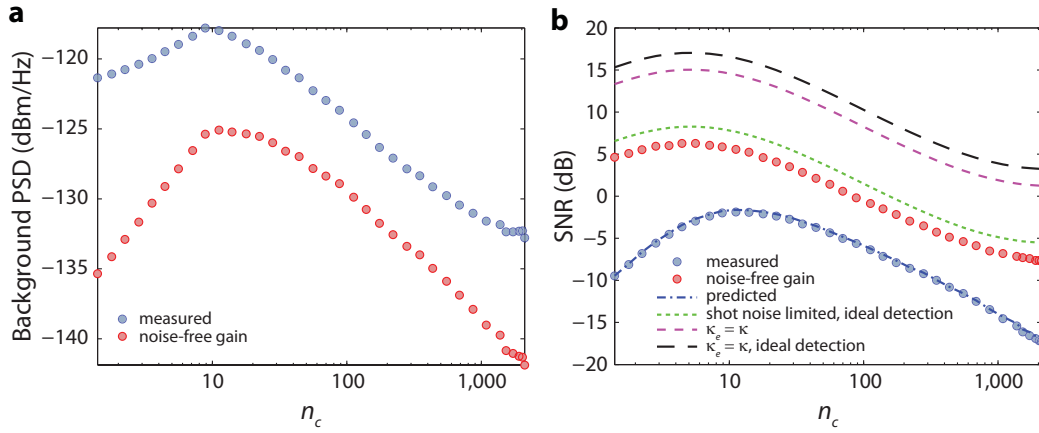 a
Background PSD (dBm/Hz)
−120
−125
−130
−135
−140
measured
noise-free gain
10
100
1,000
n_c
b
SNR (dB)
20
15
10
5
0
−5
−10
−15
−20
measured
noise-free gain
predicted
shot noise limited, ideal detection
κ_e = κ
κ_e = κ, ideal detection
10
100
1,000
n_c